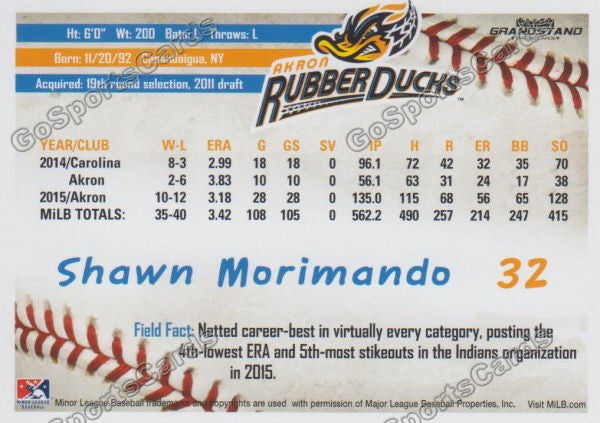 Ht: 6'0" Wt: 200 Bats: L Throws: L
Born: 11/20/92 Canandaigua, NY
Acquired: 19th round selection, 2011 draft
AKRON
RUBBERDUCKS™
GRANDSTAND
YEAR/CLUB W-L ERA G GS SV IP H R ER BB SO
2014/Carolina 8-3 2.99 18 18 0 96.1 72 42 32 35 70
Akron 2-6 3.83 10 10 0 56.1 63 31 24 17 38
2015/Akron 10-12 3.18 28 28 0 135.0 115 68 56 65 128
MiLB TOTALS: 35-40 3.42 108 105 0 562.2 490 257 214 247 415
Shawn Morimando 32
Field Fact: Netted career-best in virtually every category, posting the
4th-lowest ERA and 5th-most stikeouts in the Indians organization
in 2015.
MINOR LEAGUE
BASEBALL
Minor League Baseball trademarks and copyrights are used with permission of Major League Baseball Properties, Inc. Visit MiLB.com
GoSportsCards
GoSportsCards
GoSportsCards
GoSportsCards
GoSportsCards